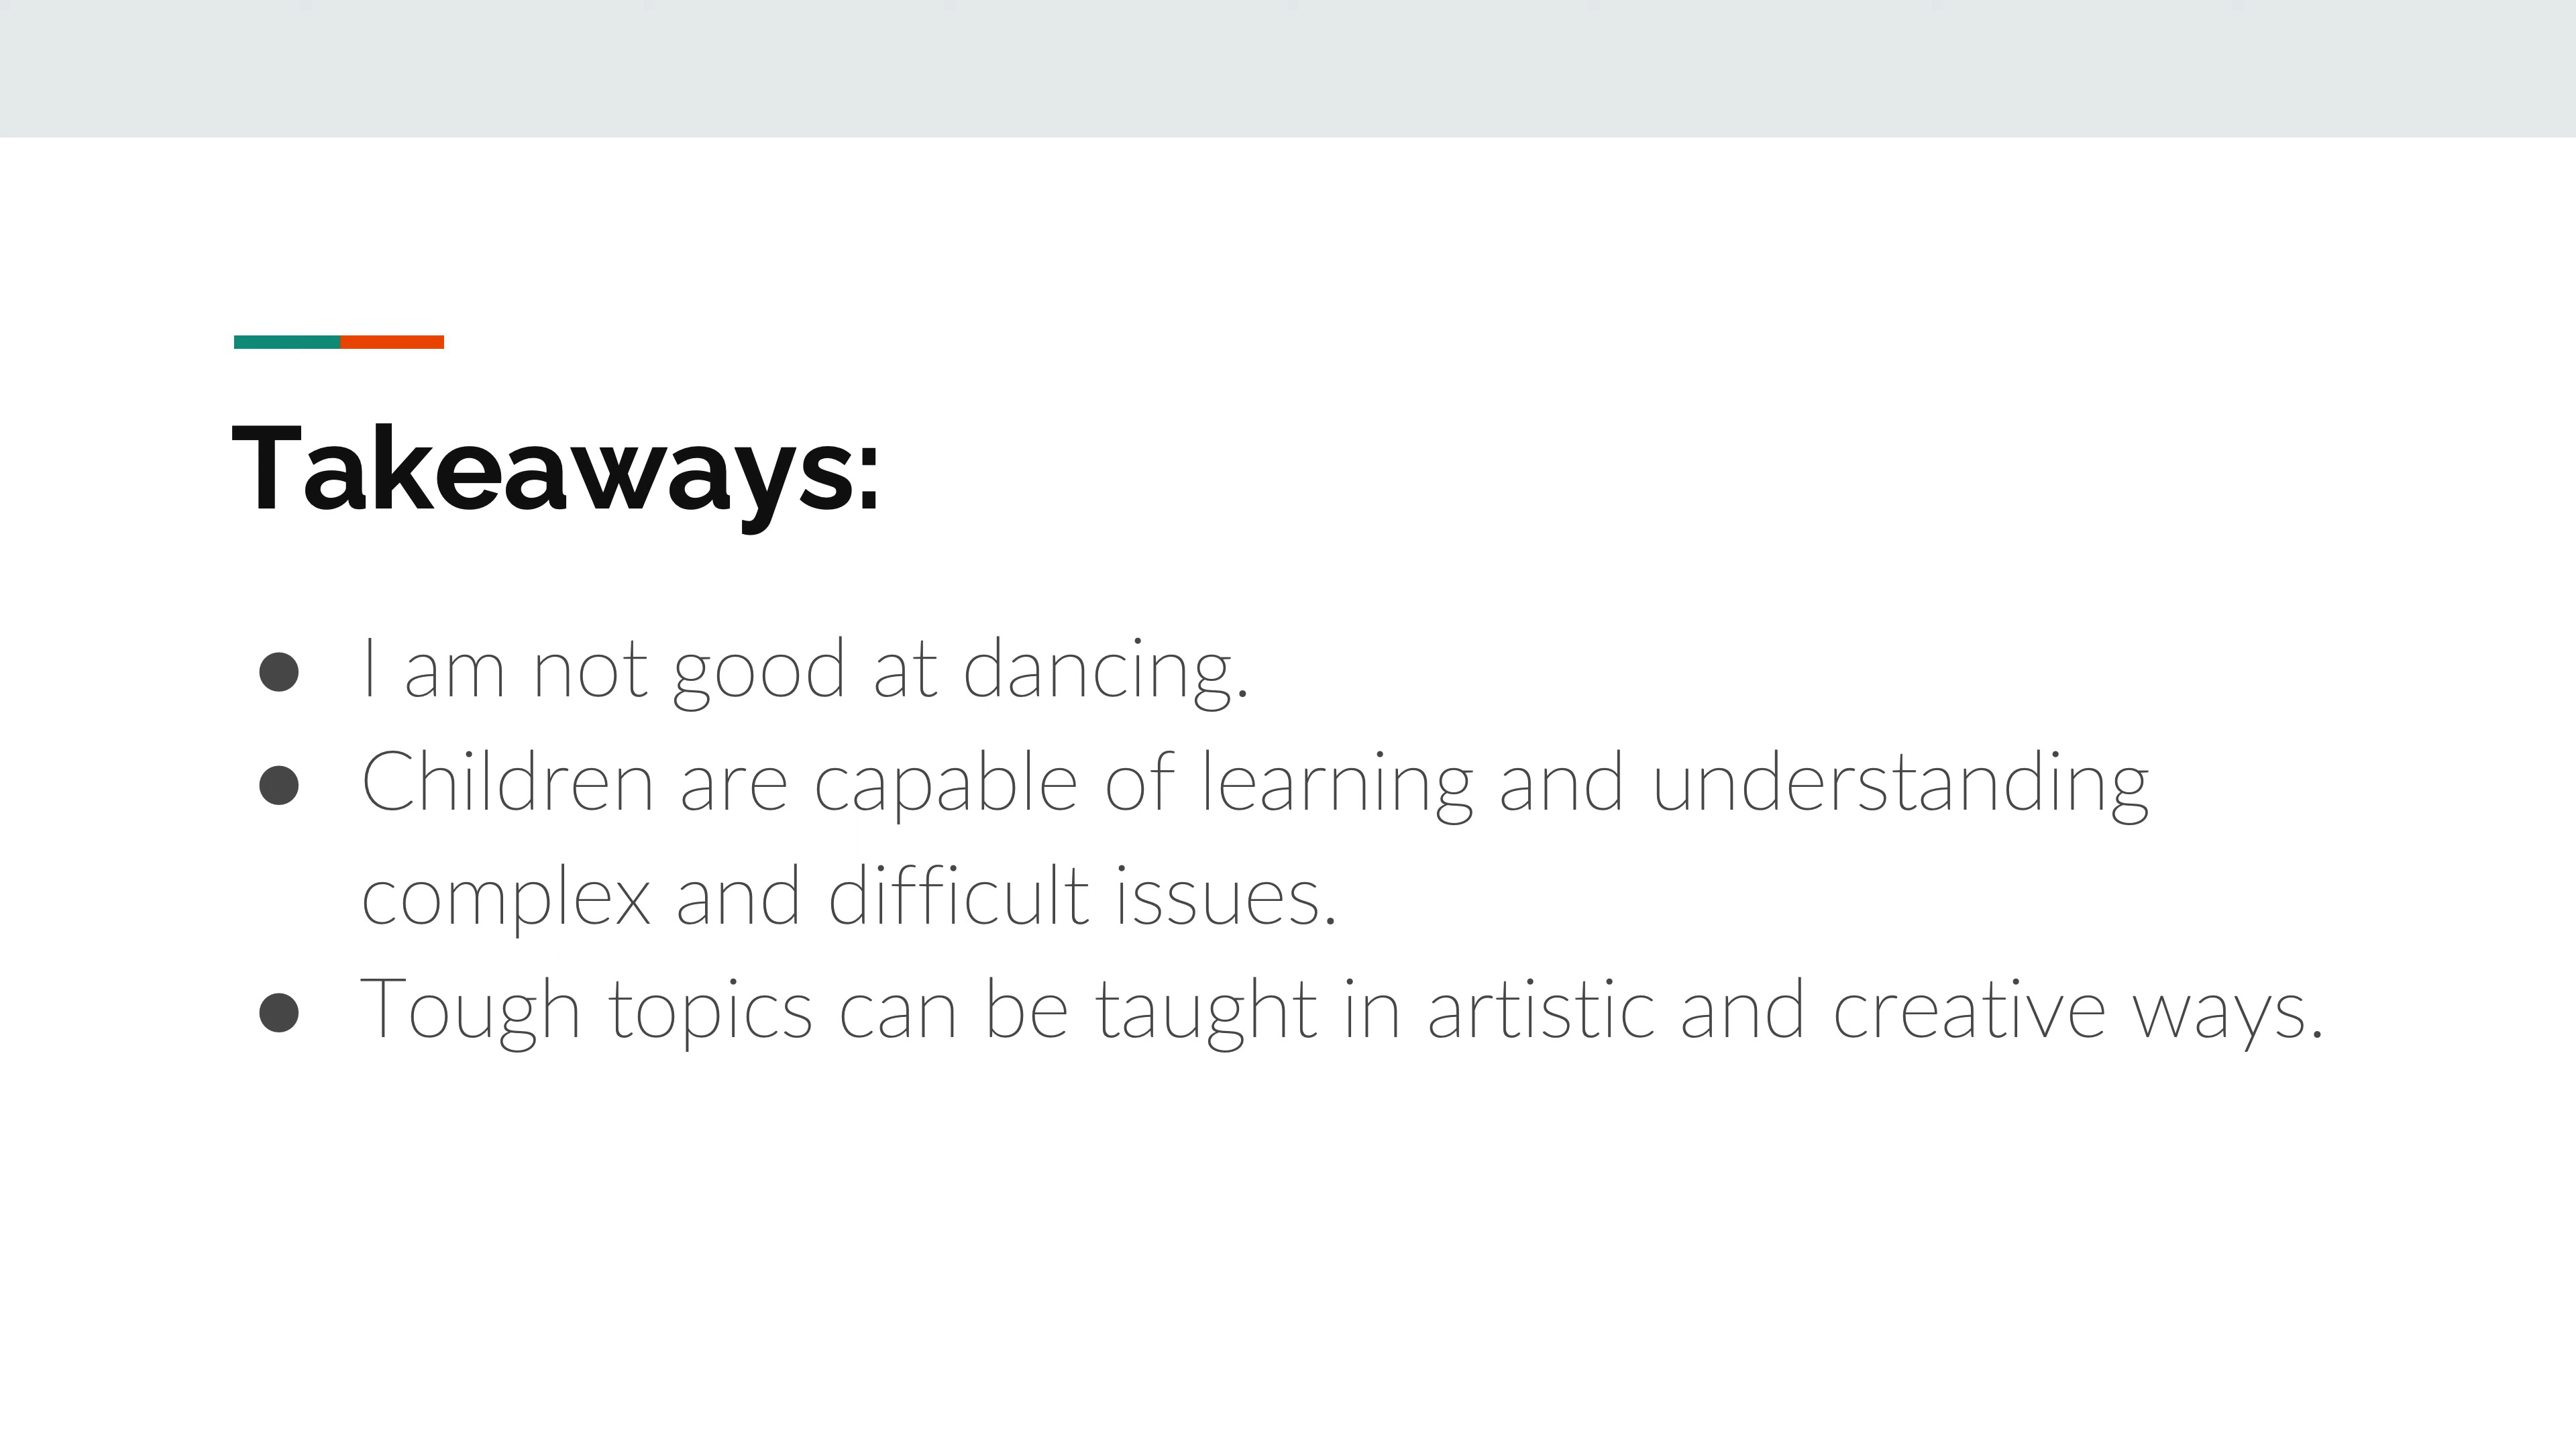 Takeaways:
● I am not good at dancing.
● Children are capable of learning and understanding
complex and difficult issues.
● Tough topics can be taught in artistic and creative ways.